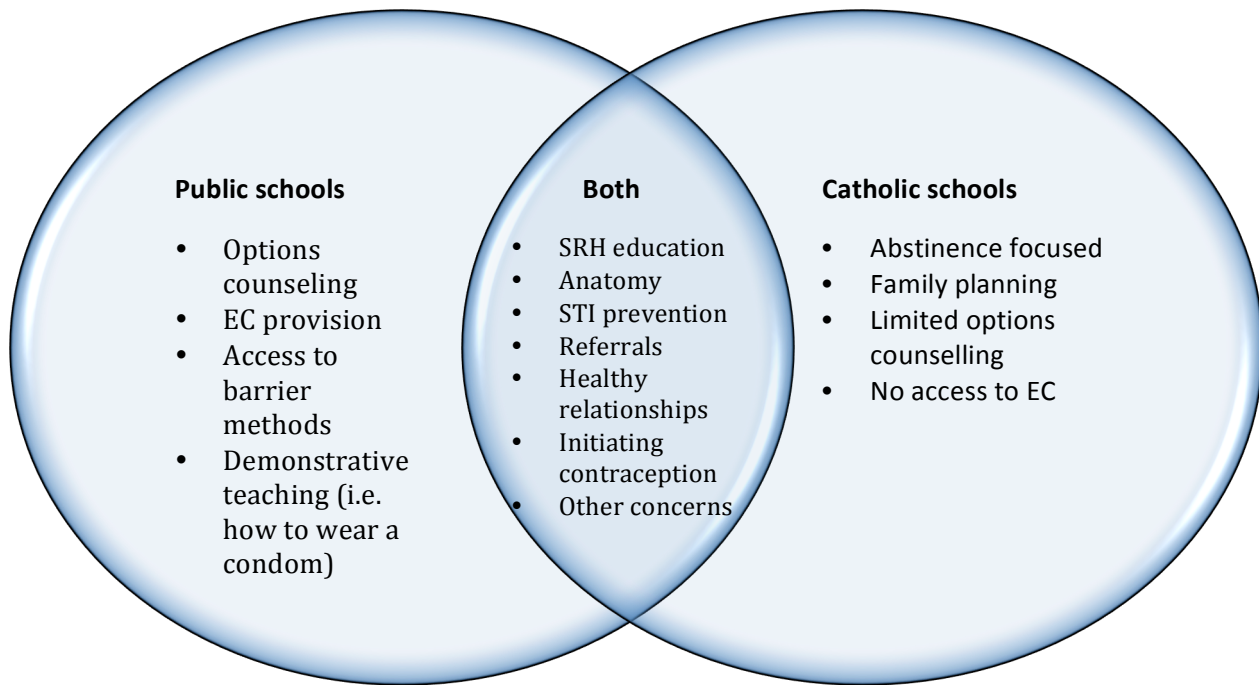 Public schools
• Options
counseling
• EC provision
• Access to
barrier
methods
• Demonstrative
teaching (i.e.
how to wear a
condom)
Both
• SRH education
• Anatomy
• STI prevention
• Referrals
• Healthy
relationships
• Initiating
contraception
• Other concerns
Catholic schools
• Abstinence focused
• Family planning
• Limited options
counselling
• No access to EC